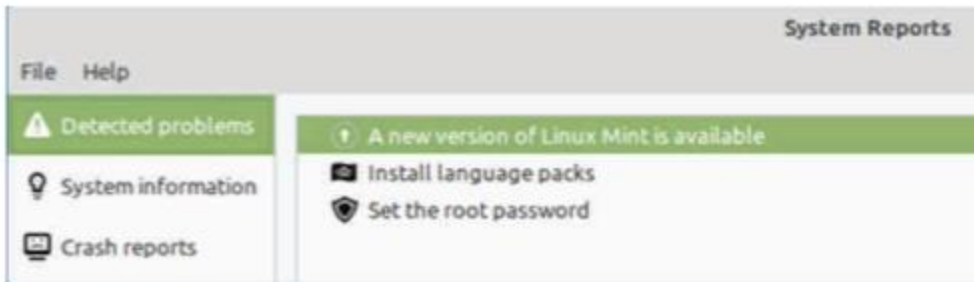 System Reports
File Help
Detected problems
System information
Crash reports
A new version of Linux Mint is available
Install language packs
Set the root password